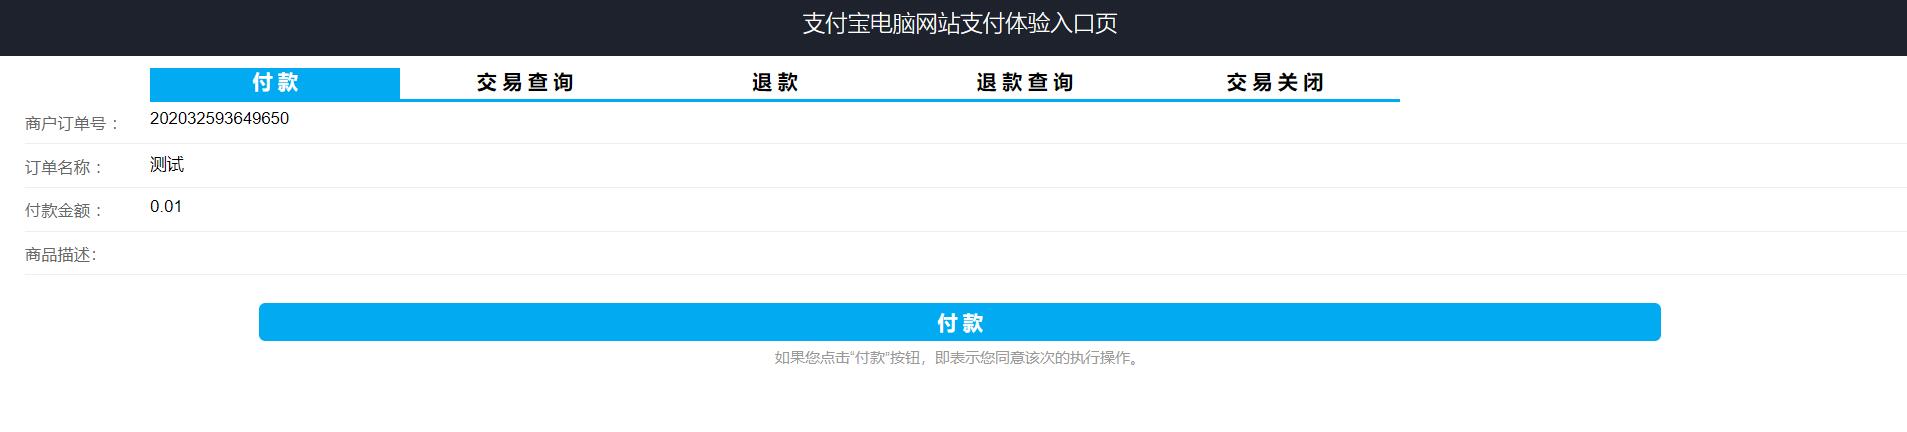 支付宝电脑网站支付体验入口页
付 款 交 易 查 询 退 款 退 款 查 询 交 易 关 闭
商户订单号 : 202032593649650
订单名称 : 测试
付款金额 : 0.01
商品描述:
付 款
如果您点击“付款”按钮，即表示您同意该次的执行操作。